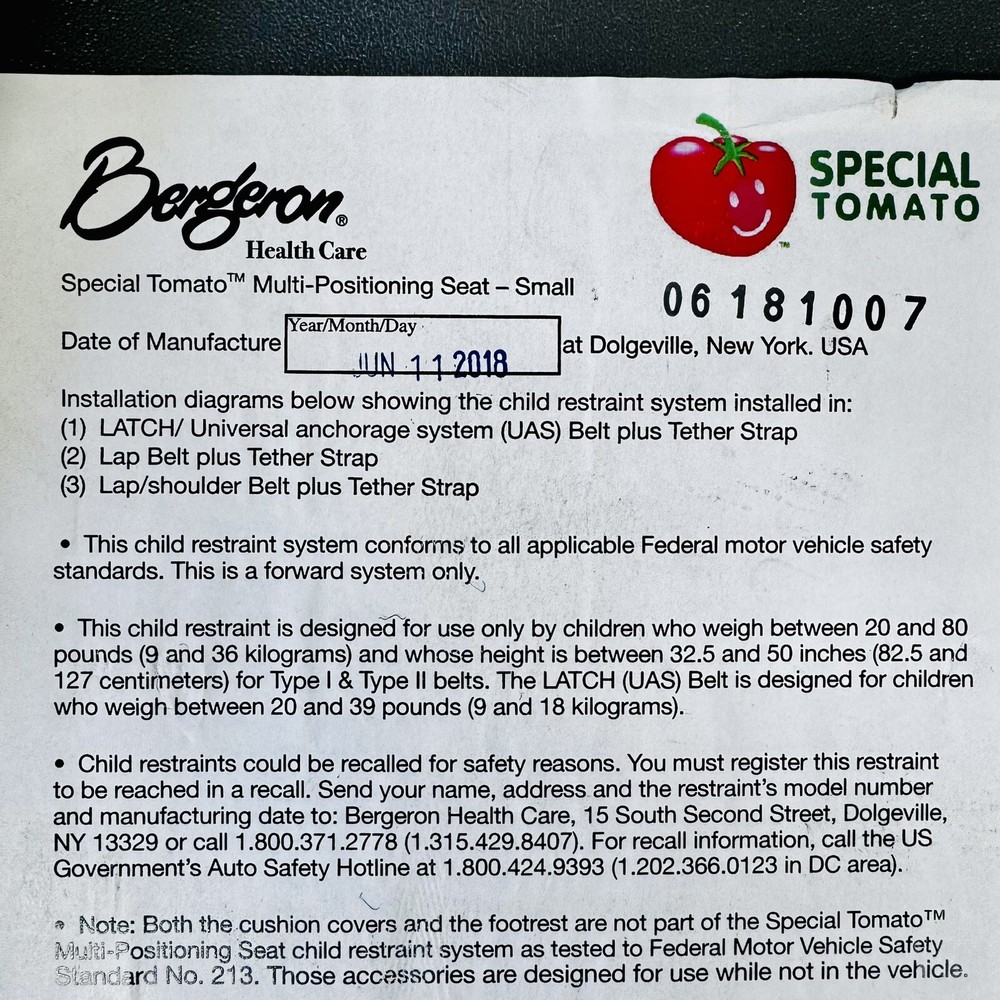 Bergeron®
Health Care
SPECIAL
TOMATO™
Special Tomato™ Multi-Positioning Seat – Small
06181007
Date of Manufacture Year/Month/Day JUN 11 2018 at Dolgeville, New York. USA
Installation diagrams below showing the child restraint system installed in:
(1) LATCH/ Universal anchorage system (UAS) Belt plus Tether Strap
(2) Lap Belt plus Tether Strap
(3) Lap/shoulder Belt plus Tether Strap
• This child restraint system conforms to all applicable Federal motor vehicle safety
standards. This is a forward system only.
• This child restraint is designed for use only by children who weigh between 20 and 80
pounds (9 and 36 kilograms) and whose height is between 32.5 and 50 inches (82.5 and
127 centimeters) for Type I & Type II belts. The LATCH (UAS) Belt is designed for children
who weigh between 20 and 39 pounds (9 and 18 kilograms).
• Child restraints could be recalled for safety reasons. You must register this restraint
to be reached in a recall. Send your name, address and the restraint's model number
and manufacturing date to: Bergeron Health Care, 15 South Second Street, Dolgeville,
NY 13329 or call 1.800.371.2778 (1.315.429.8407). For recall information, call the US
Government's Auto Safety Hotline at 1.800.424.9393 (1.202.366.0123 in DC area).
• Note: Both the cushion covers and the footrest are not part of the Special Tomato™
Multi-Positioning Seat child restraint system as tested to Federal Motor Vehicle Safety
Standard No. 213. Those accessories are designed for use while not in the vehicle.